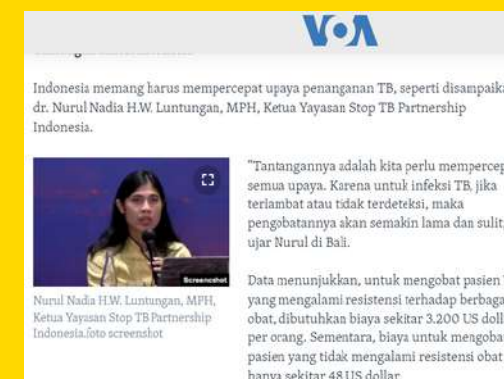 VOA
Indonesia memang harus mempercepat upaya penanganan TB, seperti disampaika
dr. Nurul Nadia H.W. Luntungan, MPH, Ketua Yayasan Stop TB Partnership
Indonesia.
"Tantangannya adalah kita perlu mempercep
semua upaya. Karena untuk infeksi TB, jika
terlambat atau tidak terdeteksi, maka
pengobatannya akan semakin lama dan sulit,
ujar Nurul di Bali.
Screenshot
Nurul Nadia H.W. Luntungan, MPH,
Ketua Yayasan Stop TB Partnership
Indonesia.foto screenshot
Data menunjukkan, untuk mengobat pasien
yang mengalami resistensi terhadap berbaga
obat, dibutuhkan biaya sekitar 3.200 US doll
per orang. Sementara, biaya untuk mengoba
pasien yang tidak mengalami resistensi obat
hanya sekitar 48 US dollar.